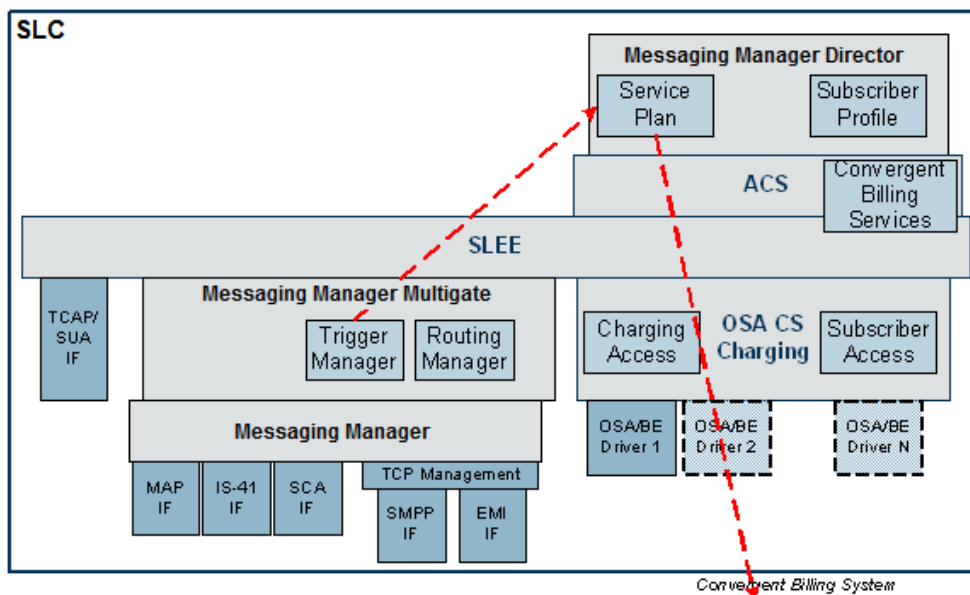 SLC
Messaging Manager Director
Service
Plan
Subscriber
Profile
ACS
Convergent
Billing
Services
SLEE
TCAP/
SUA
IF
Messaging Manager Multigate
Trigger
Manager
Routing
Manager
Charging
Access
OSA CS
Charging
Subscriber
Access
Messaging Manager
OSA/BE
Driver 1
OSA/BE
Driver 2
OSA/BE
Driver N
MAP
IF
IS-41
IF
SCA
IF
TCP Management
SMPP
IF
EMI
IF
Convergent Billing System